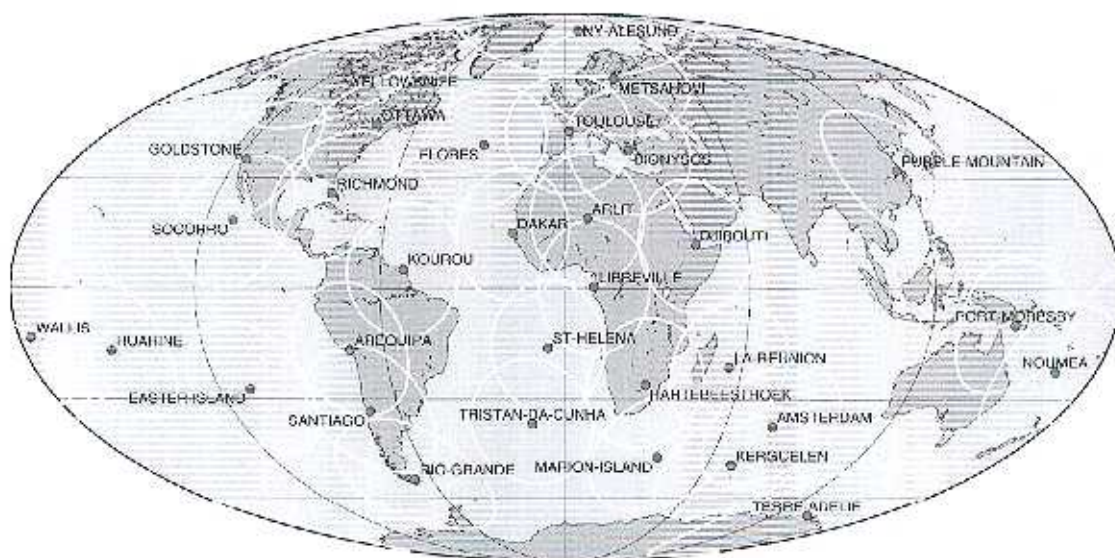 NY-ALESUND
YELLOWKNIFE
METSAHOVI
OTTAWA
TOULOUSE
GOLDSTONE
FLORES
DIONYSOS
PURPLE MOUNTAIN
RICHMOND
SOCORRO
DAKAR
ARLIT
DJIBOUTI
KOUROU
LIBREVILLE
WALLIS
HUAHINE
AREQUIPA
ST-HELENA
LA-REUNION
PORT-MORESBY
NOUMEA
EASTER ISLAND
HARTEBEESTHOEK
SANTIAGO
TRISTAN-DA-CUNHA
AMSTERDAM
RIO-GRANDE
MARION-ISLAND
KERGUELEN
TERRE ADELIE